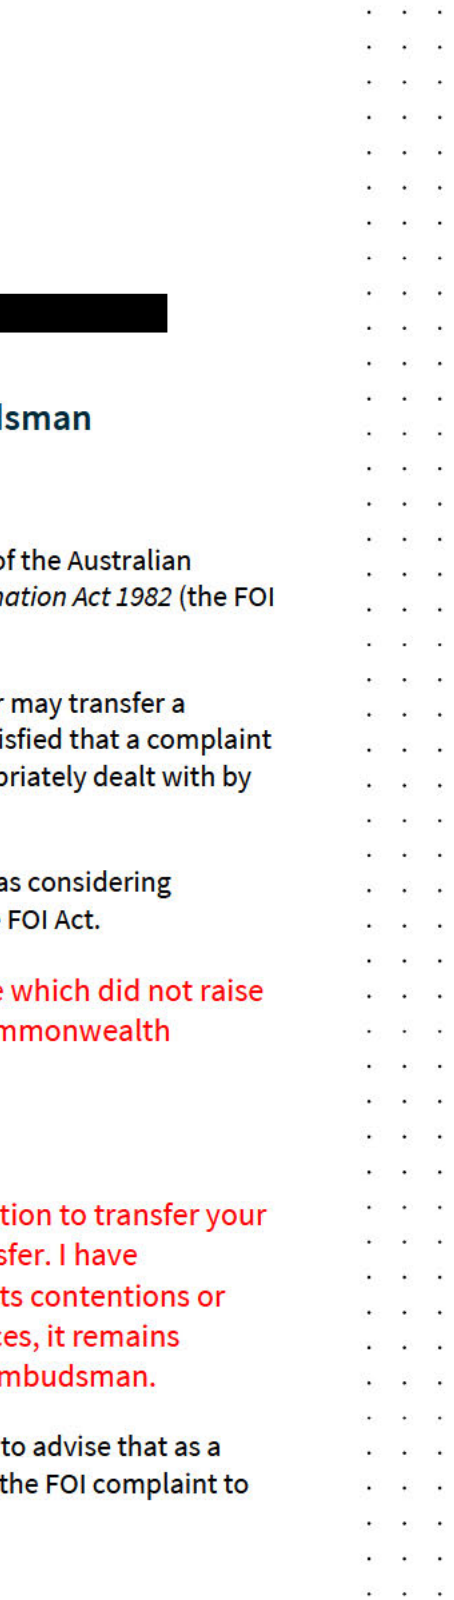 dsman
of the Australian
nation Act 1982 (the FOI
r may transfer a
isfied that a complaint
priately dealt with by
as considering
FOI Act.
e which did not raise
mmonwealth
tion to transfer your
sfer. I have
ts contentions or
ces, it remains
mbudsman.
to advise that as a
the FOI complaint to